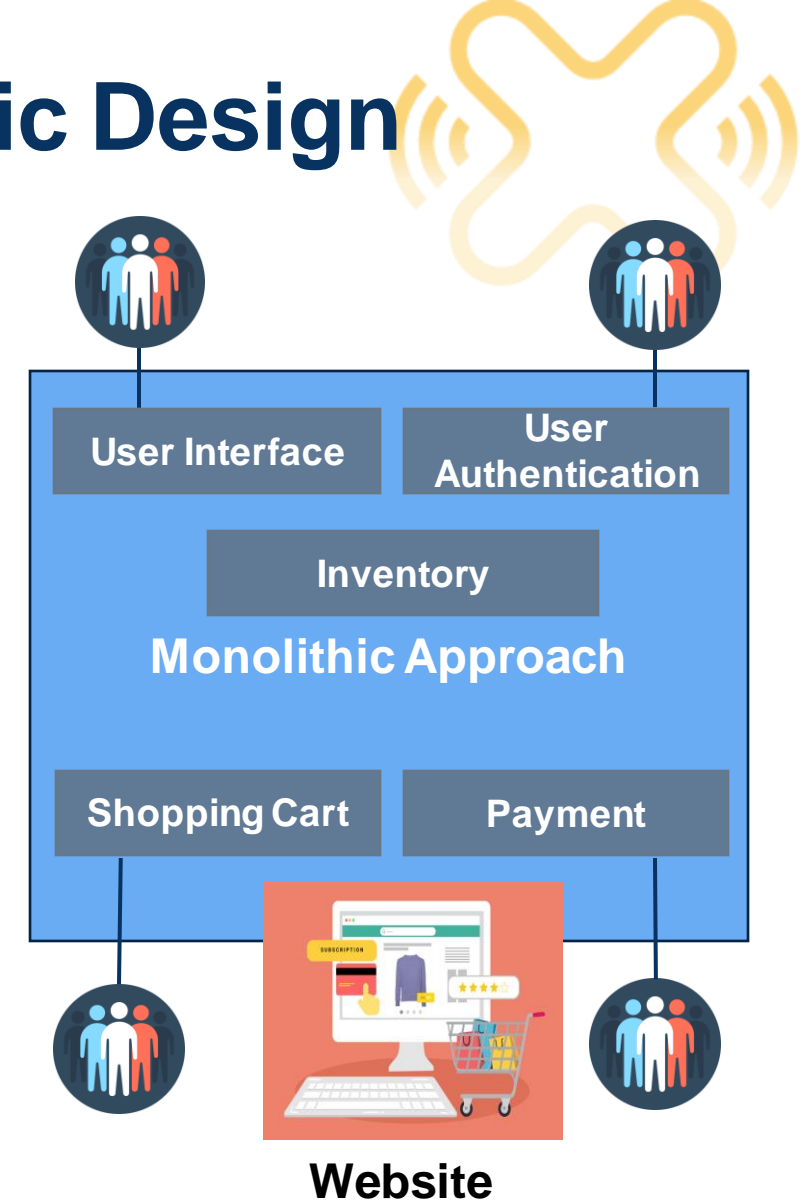 ic Design
User Interface
User
Authentication
Inventory
Monolithic Approach
Shopping Cart
Payment
SUBSCRIPTION
Website